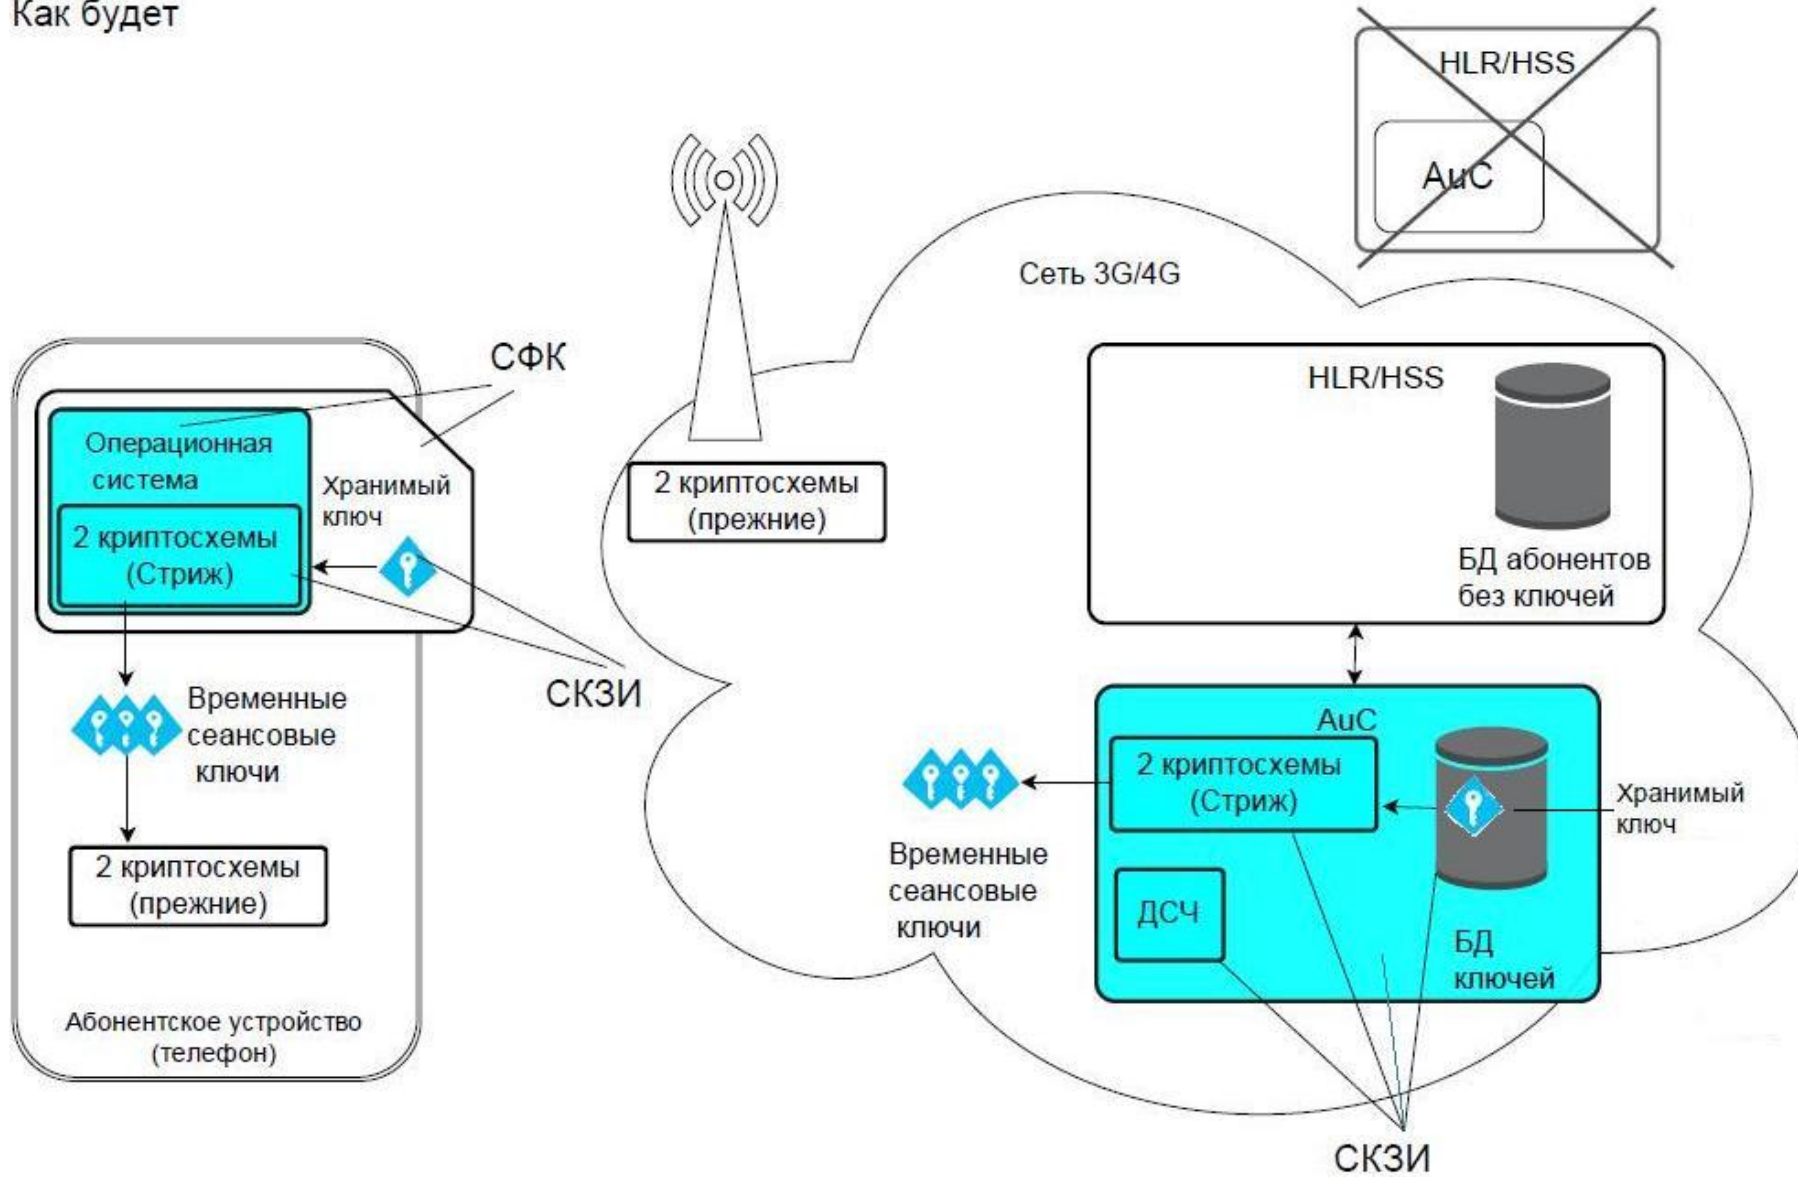 Как будет
HLR/HSS
AuC
Сеть 3G/4G
СФК
Операционная
система
Хранимый
ключ
2 криптосхемы
(Стриж)
СКЗИ
Временные
сеансовые
ключи
2 криптосхемы
(прежние)
Абонентское устройство
(телефон)
2 криптосхемы
(прежние)
HLR/HSS
БД абонентов
без ключей
AuC
2 криптосхемы
(Стриж)
Хранимый
ключ
Временные
сеансовые
ключи
ДСЧ
БД
ключей
СКЗИ